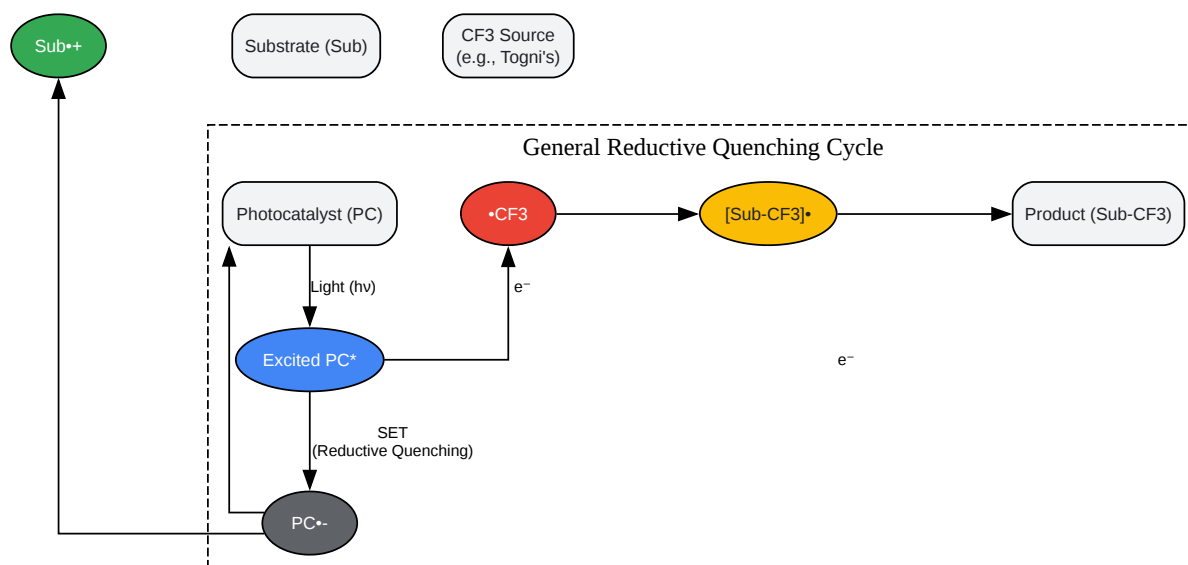 Sub•+
Substrate (Sub)
CF3 Source
(e.g., Togni's)
General Reductive Quenching Cycle
Photocatalyst (PC)
•CF3
[Sub-CF3]•
Product (Sub-CF3)
Light (hν)
e⁻
Excited PC*
e⁻
SET
(Reductive Quenching)
PC•-